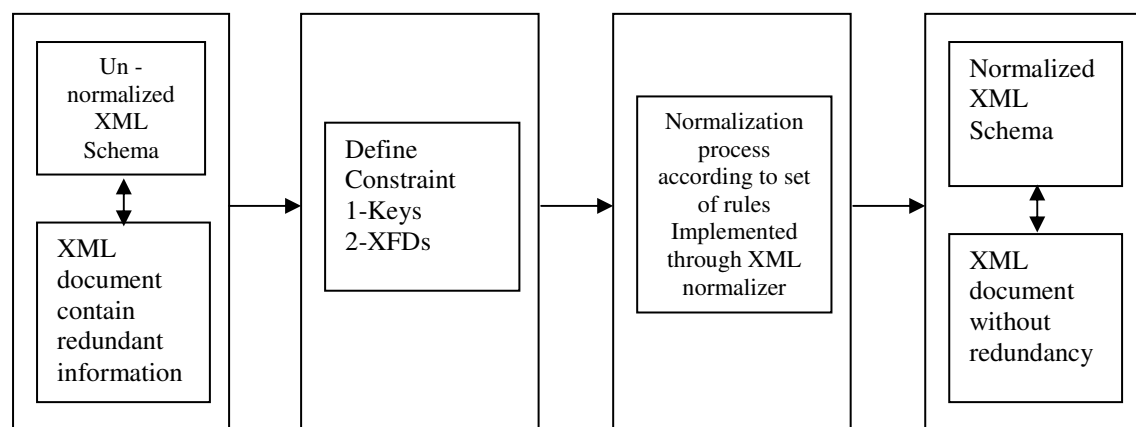 Un -
normalized
XML
Schema
XML
document
contain
redundant
information
Define
Constraint
1-Keys
2-XFDs
Normalization
process
according to set
of rules
Implemented
through XML
normalizer
Normalized
XML
Schema
XML
document
without
redundancy